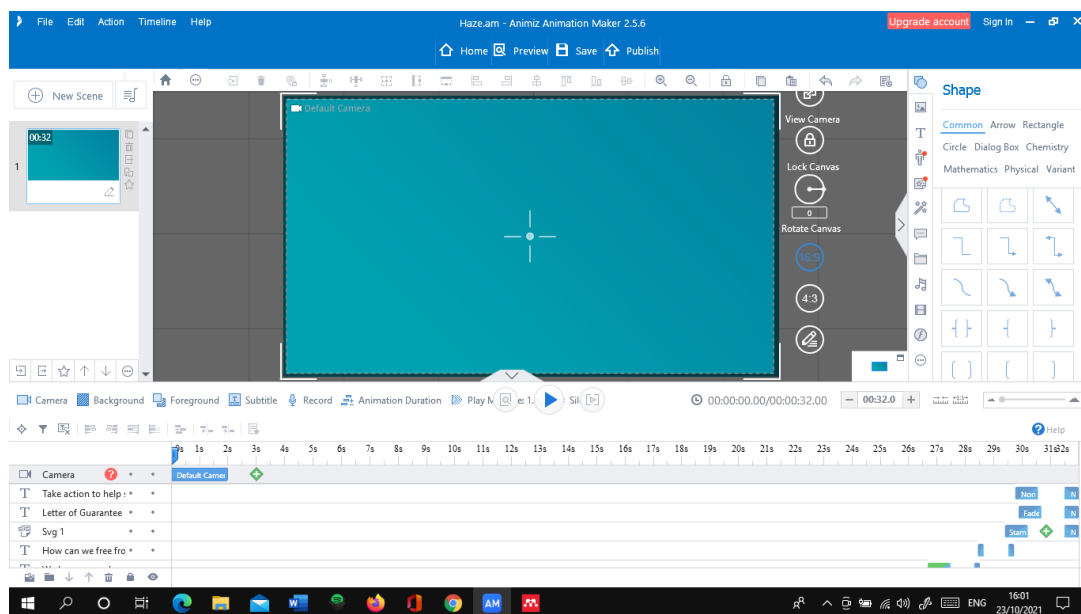 File Edit Action Timeline Help
Haze.am - Animiz Animation Maker 2.5.6
Upgrade account Sign In
Home Preview Save Publish
New Scene
00:32
1
Default Camera
View Camera
Lock Canvas
0
Rotate Canvas
16:9
4:3
Shape
Common Arrow Rectangle
Circle Dialog Box Chemistry
Mathematics Physical Variant
Camera Background Foreground Subtitle Record Animation Duration Play
00:00:00.00/00:00:32.00
00:32.0
Help
0s 1s 2s 3s 4s 5s 6s 7s 8s 9s 10s 11s 12s 13s 14s 15s 16s 17s 18s 19s 20s 21s 22s 23s 24s 25s 26s 27s 28s 29s 30s 31s 32s
Camera ? Default Camer
Take action to help : Non N
Letter of Guarantee Fade N
Svg 1 Stam N
How can we free fro
AM
ENG
16:01
23/10/2021